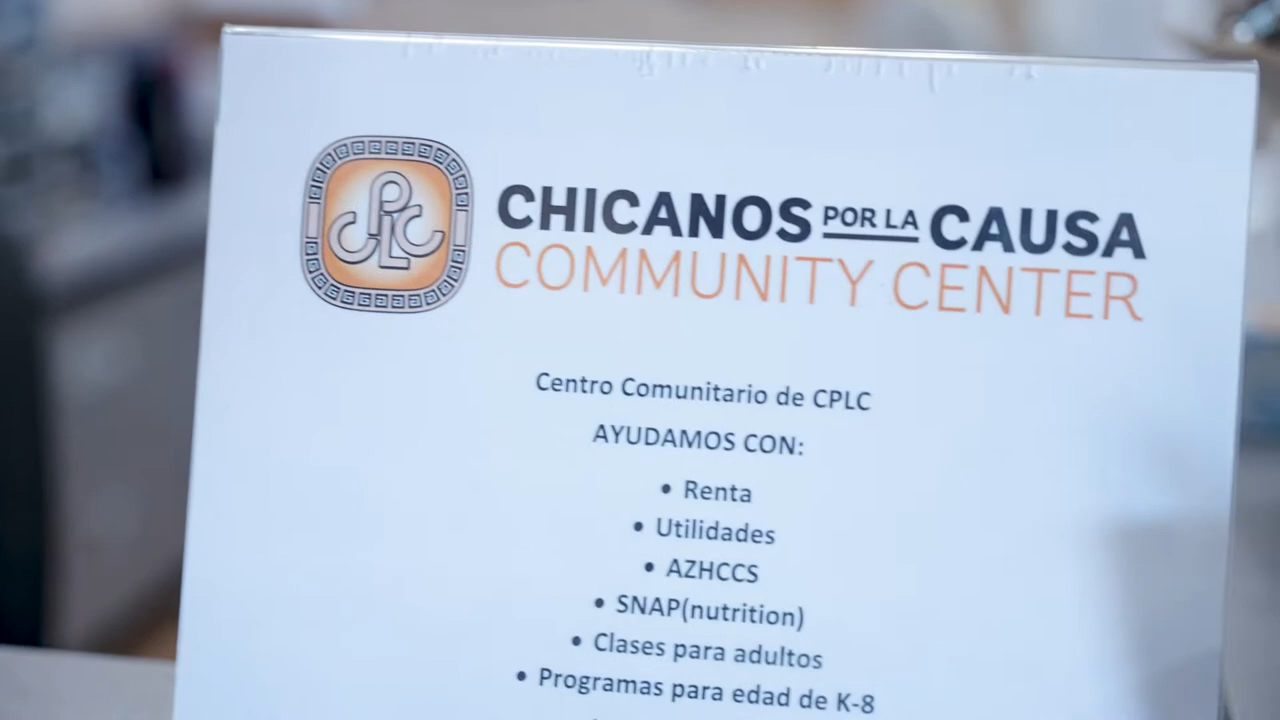 CPLC
CHICANOS POR LA CAUSA
COMMUNITY CENTER
Centro Comunitario de CPLC
AYUDAMOS CON:
• Renta
• Utilidades
• AZHCCS
• SNAP(nutrition)
• Clases para adultos
• Programas para edad de K-8